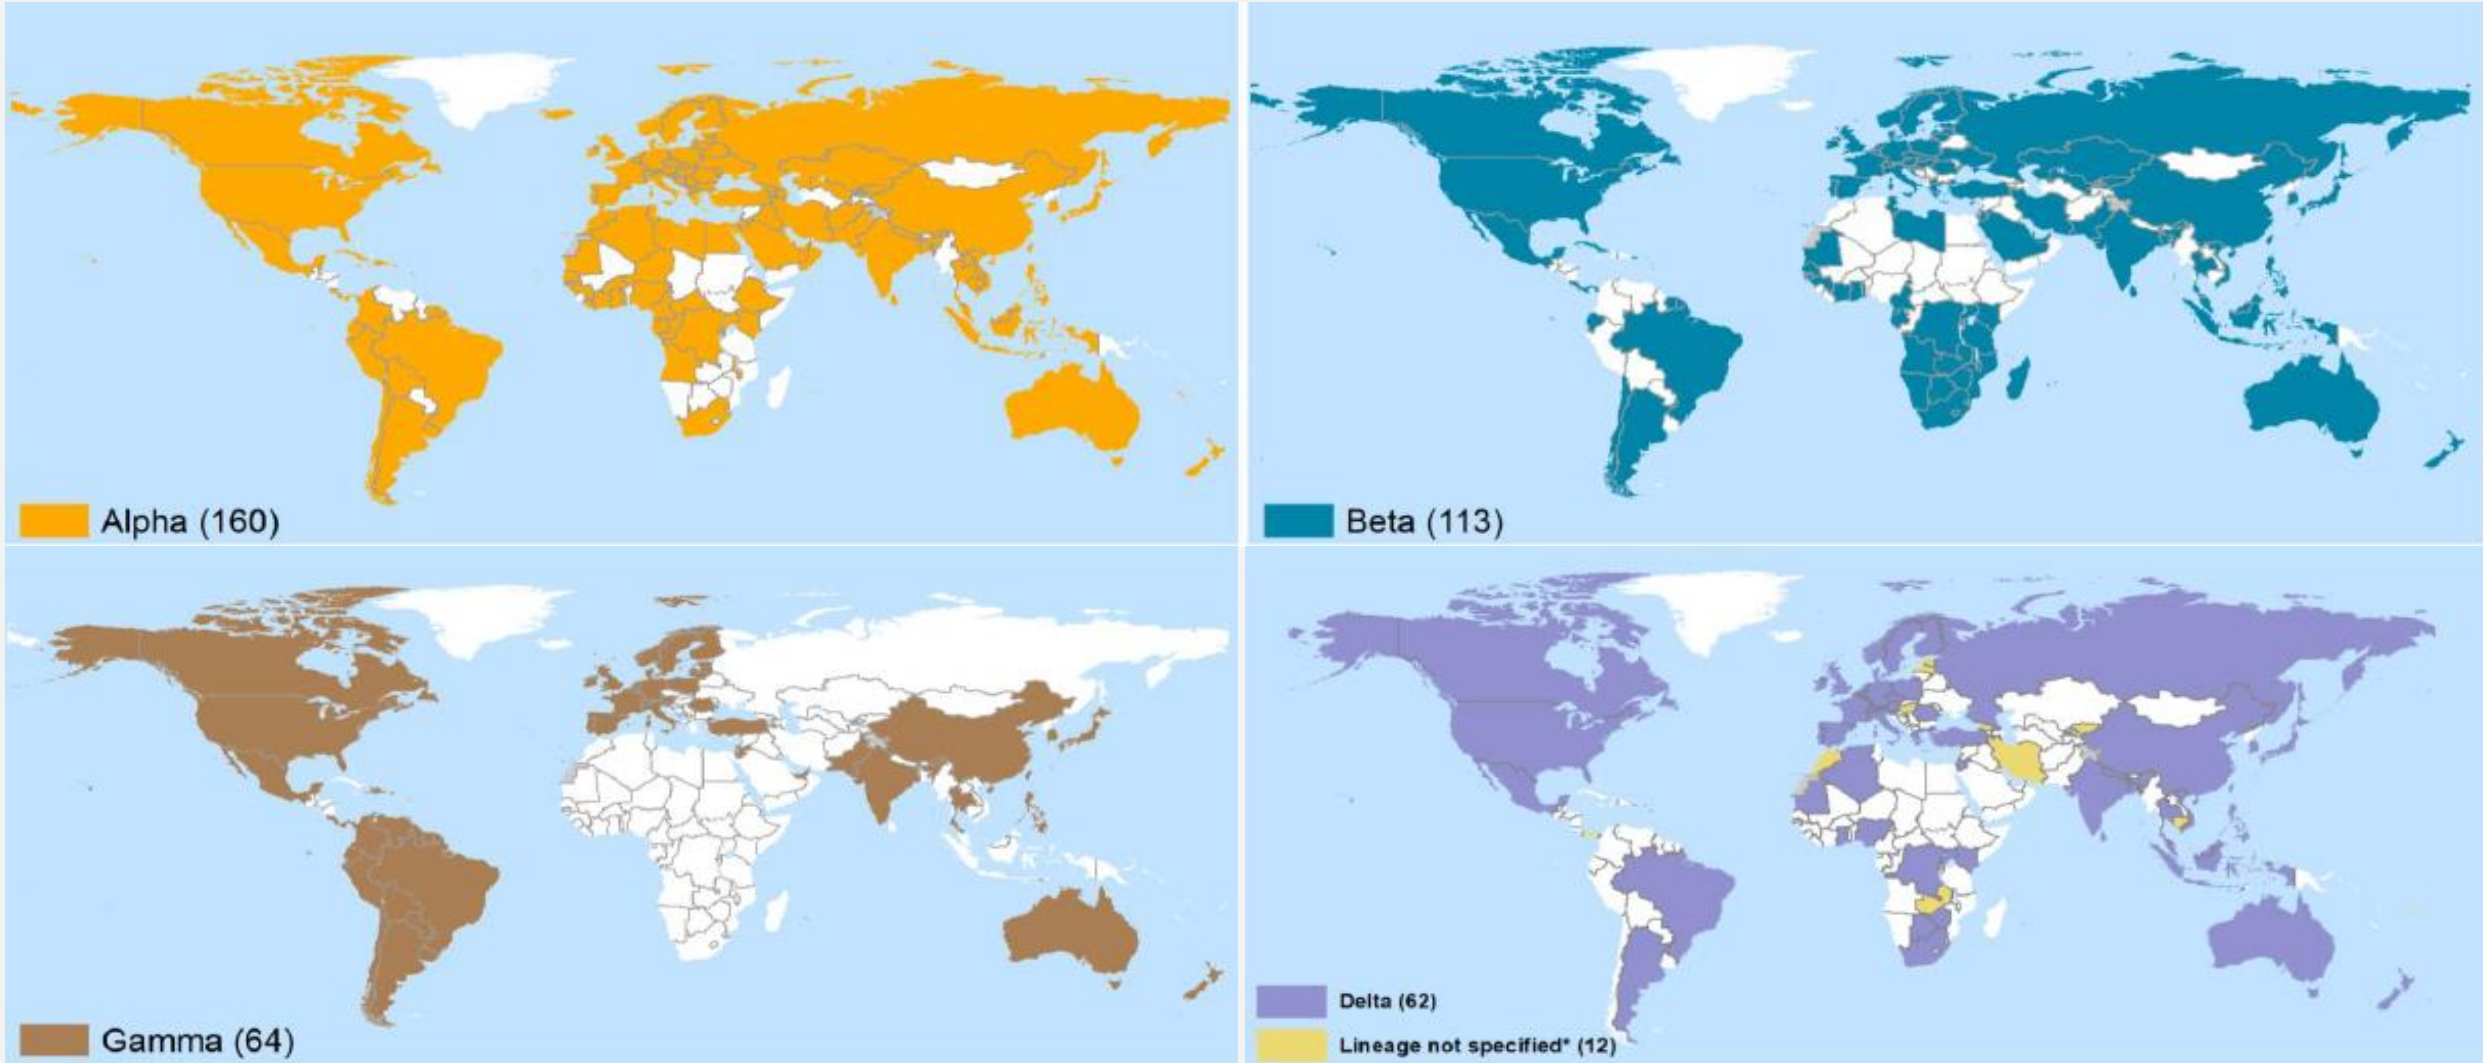 Alpha (160)
Beta (113)
Gamma (64)
Delta (62)
Lineage not specified* (12)